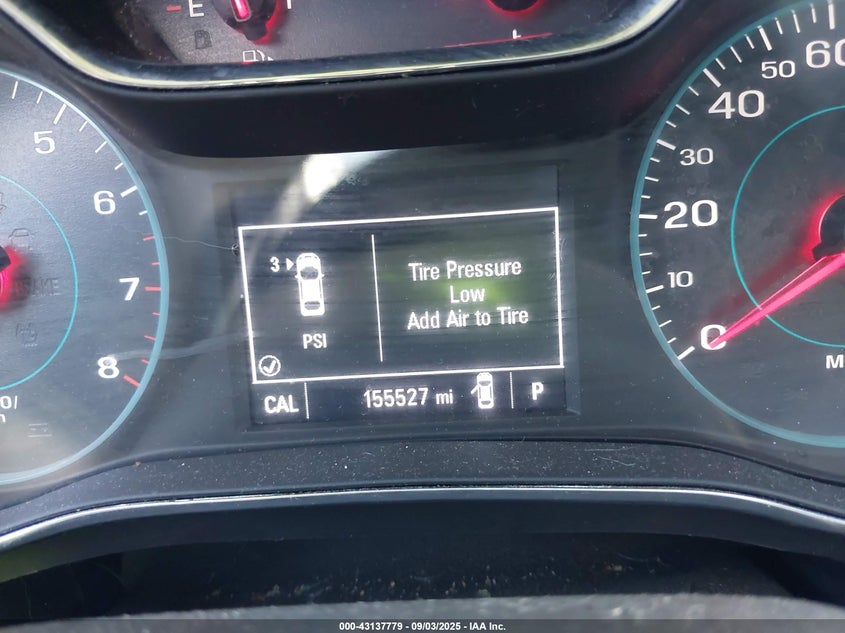 E
5
6
7
8
3
PSI
Tire Pressure
Low
Add Air to Tire
CAL
155527 mi
P
60
50
40
30
20
10
0
M
000-43137779 - 09/03/2025 - IAA Inc.